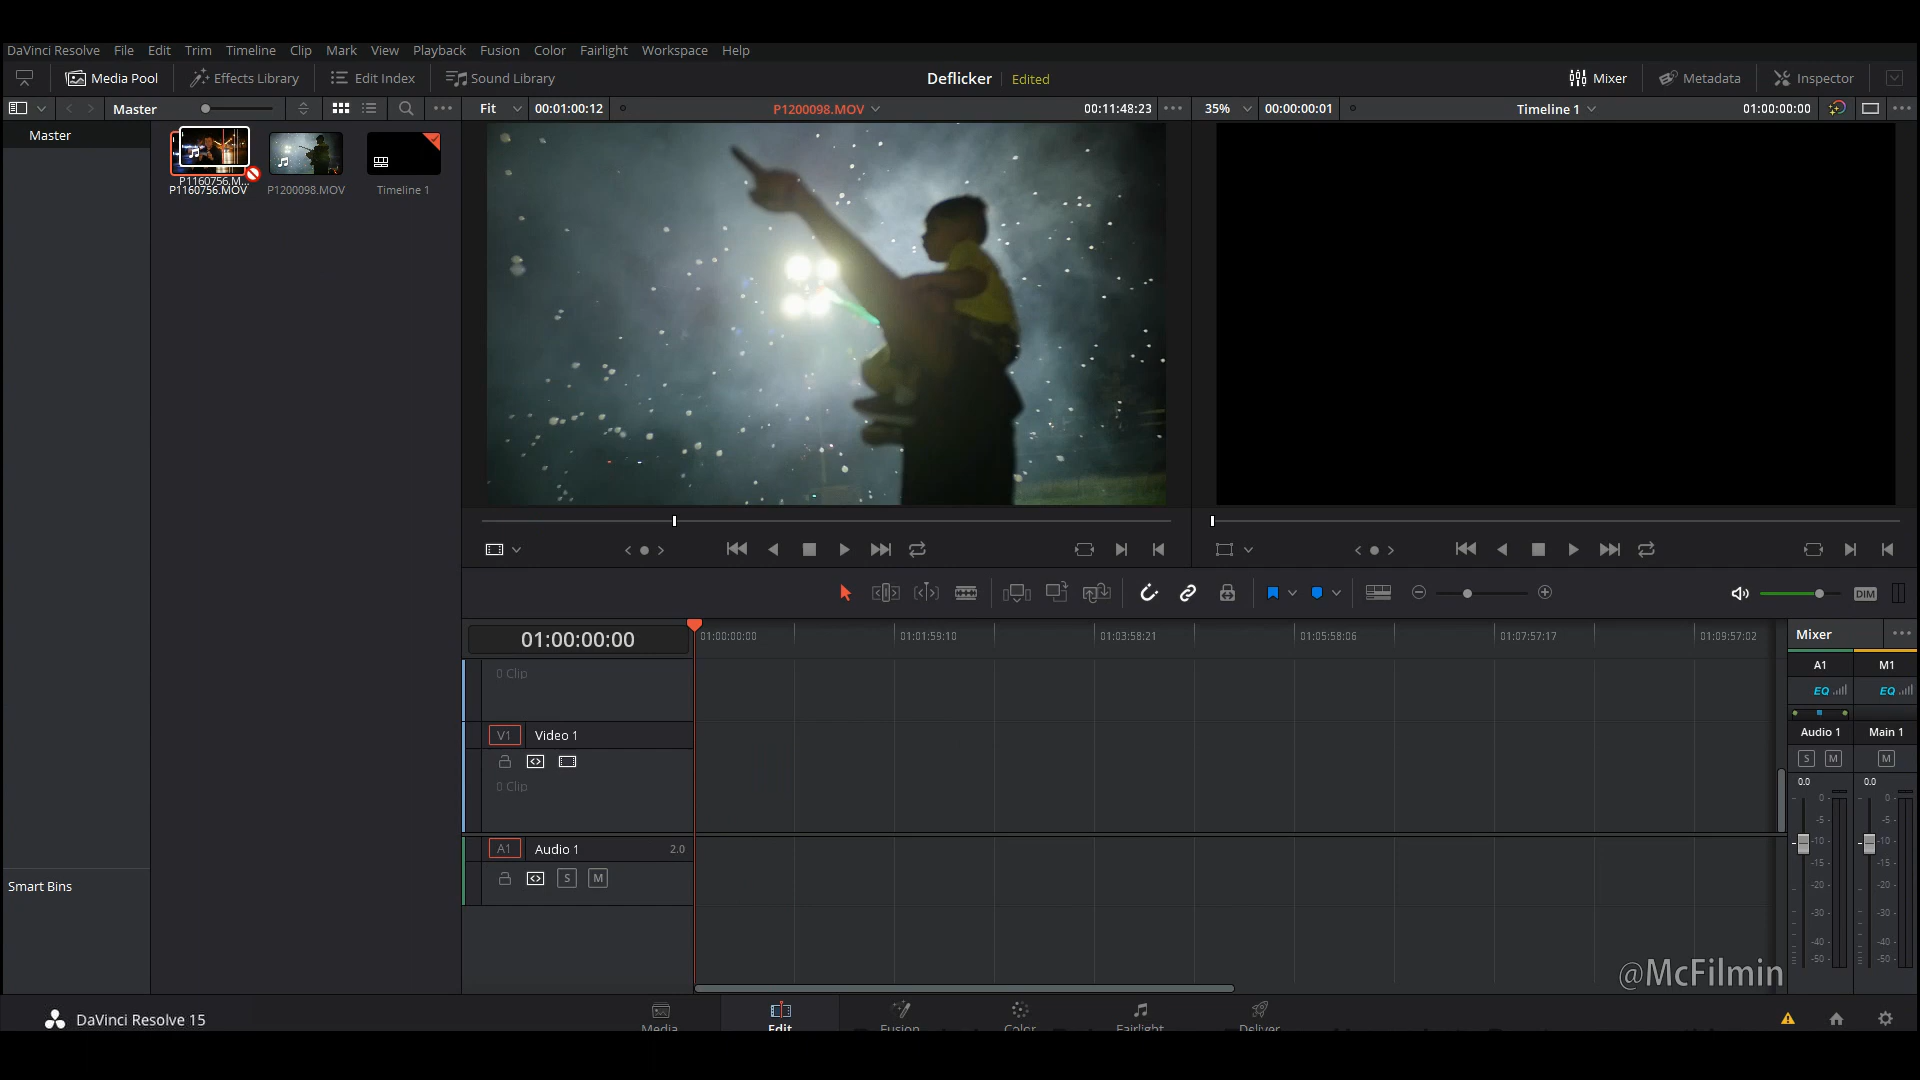 DaVinci Resolve File Edit Trim Timeline Clip Mark View Playback Fusion Color Fairlight Workspace Help
Media Pool Effects Library Edit Index Sound Library Deflicker Edited Mixer Metadata Inspector
Master Fit 00:01:00:12 P1200098.MOV 00:11:48:23 35% 00:00:00:01 Timeline 1 01:00:00:00
Master
P1160756.M...
P1160756.MOV P1200098.MOV Timeline 1
DIM
01:00:00:00 01:00:00:00 01:01:59:10 01:03:58:21 01:05:58:06 01:07:57:17 01:09:57:02 Mixer
0 Clip
A1 M1
EQ EQ
V1 Video 1
Audio 1 Main 1
S M M
0 Clip
0.0 0.0
0- 0-
-5- -5-
-10- -10-
-15- -15-
-20- -20-
-30- -30-
-40- -40-
-50- -50-
A1 Audio 1 2.0
S M
Smart Bins
@McFilmin
DaVinci Resolve 15
Media Edit Fusion Color Fairlight Deliver